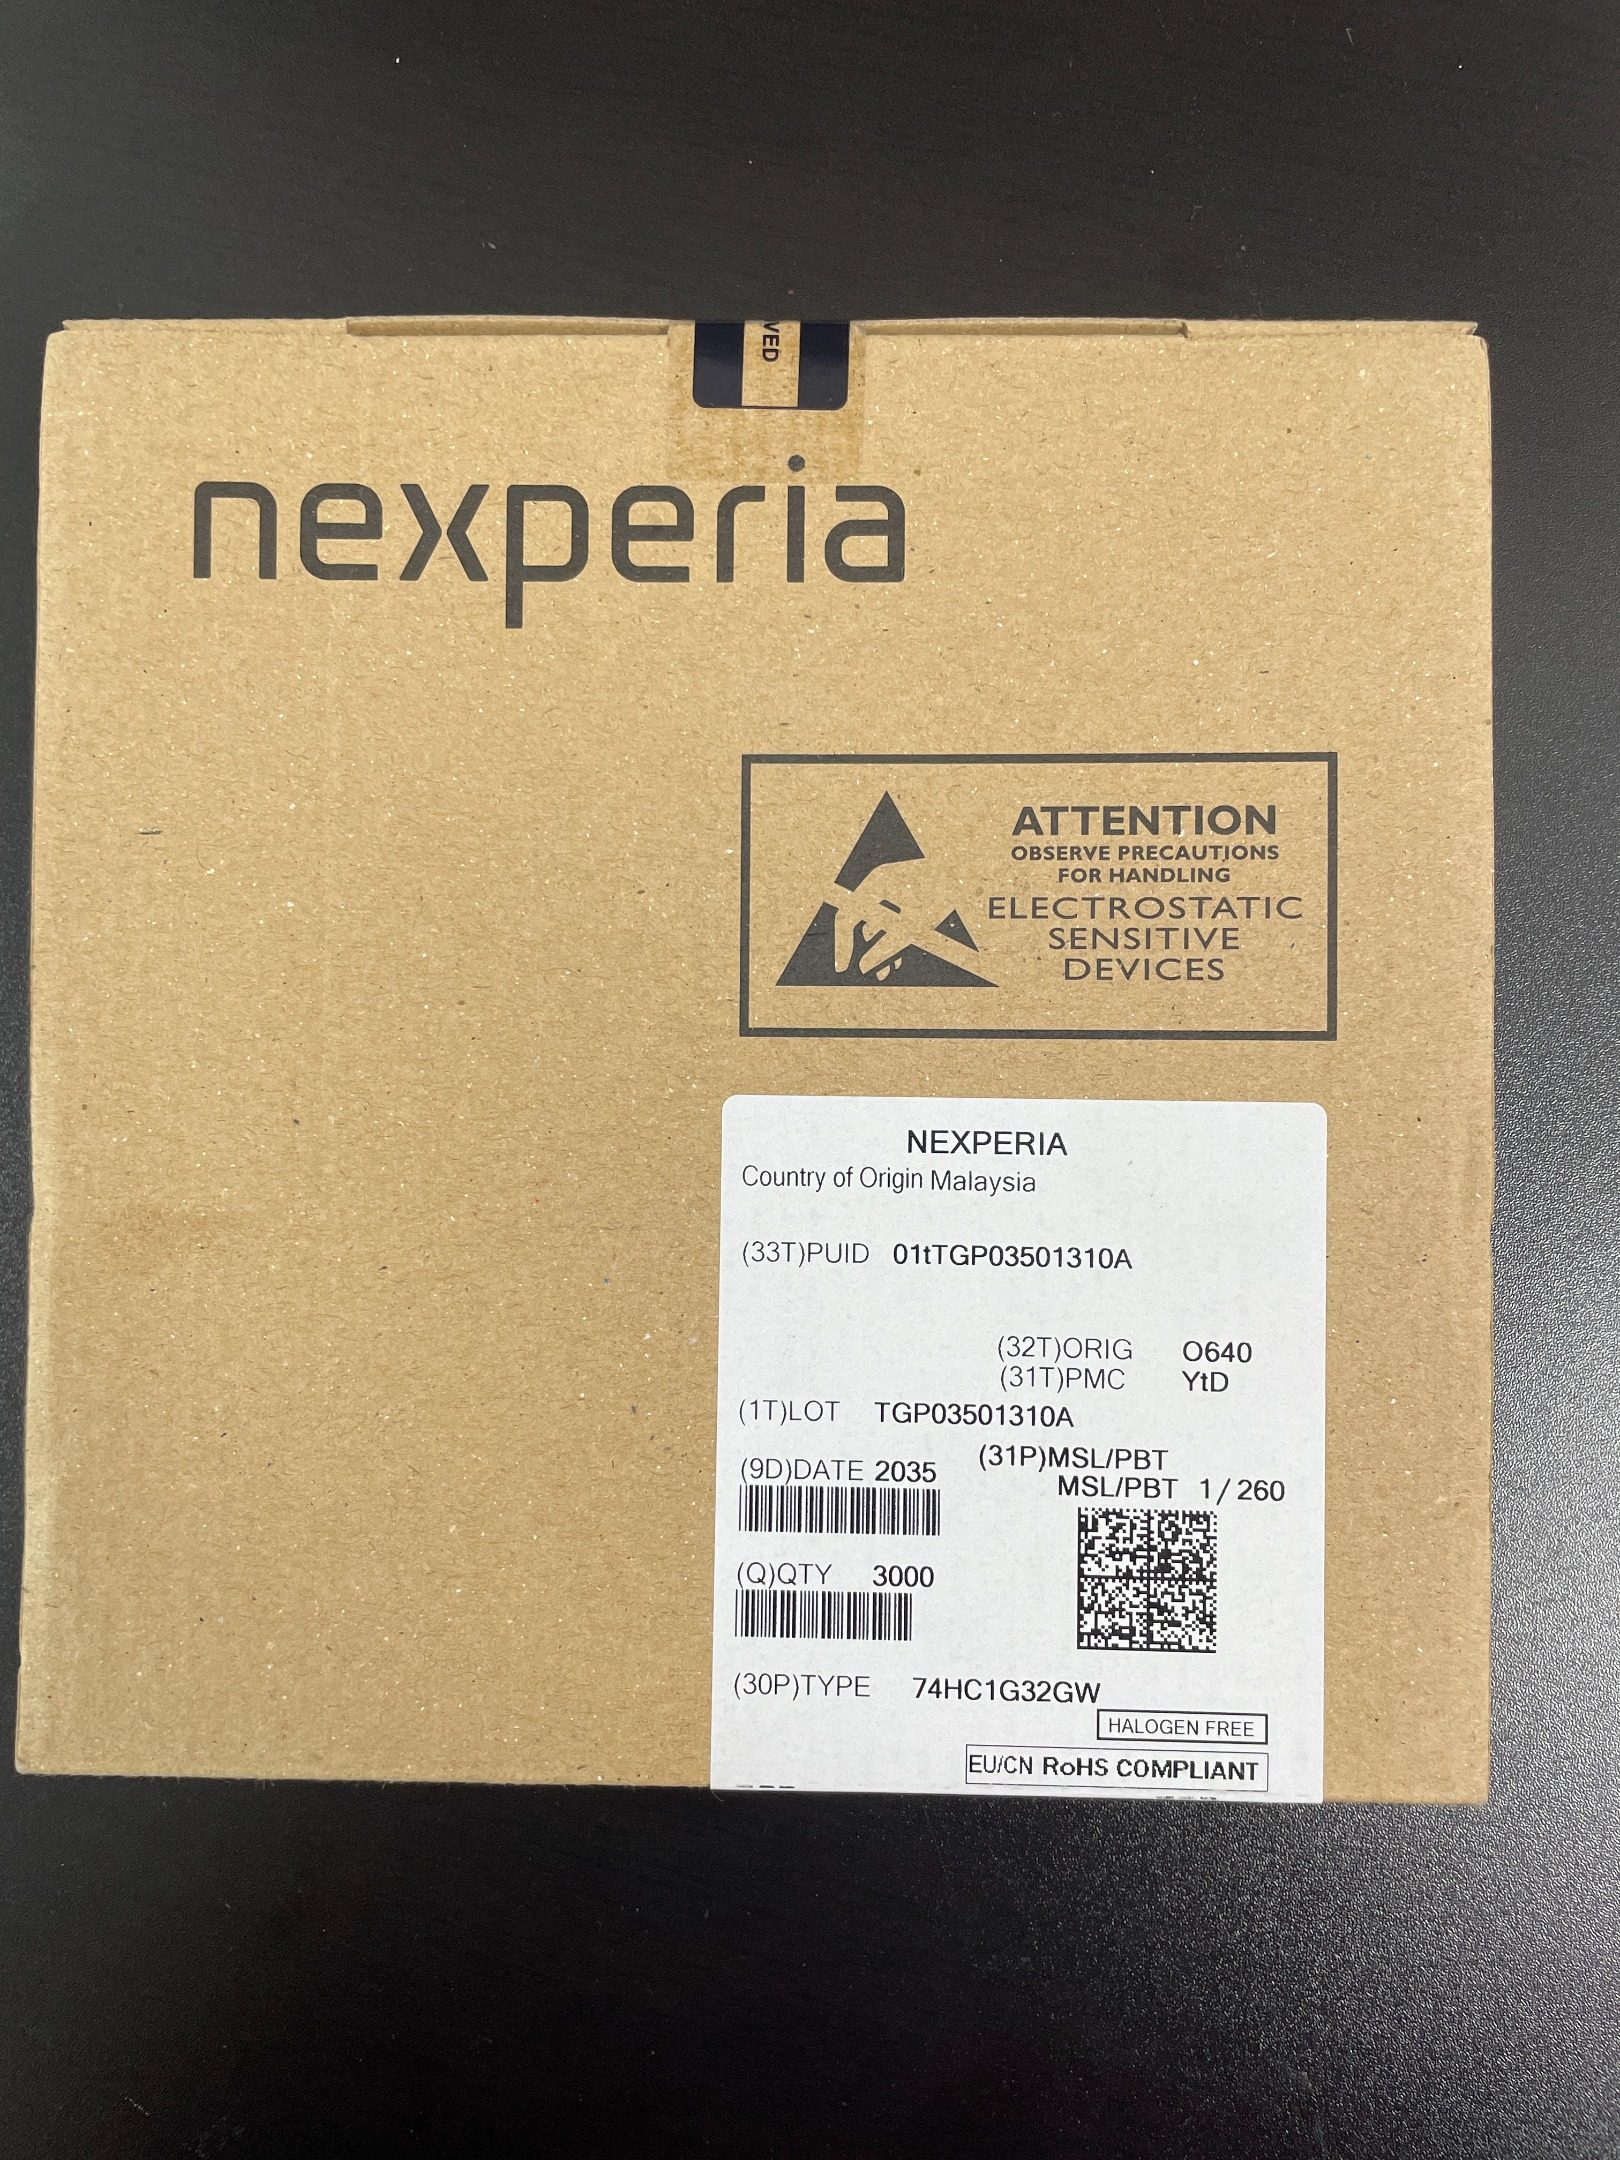 VED
nexperia
ATTENTION
OBSERVE PRECAUTIONS
FOR HANDLING
ELECTROSTATIC
SENSITIVE
DEVICES
NEXPERIA
Country of Origin Malaysia
(33T)PUID 01tTGP03501310A
(32T)ORIG O640
(31T)PMC YtD
(1T)LOT TGP03501310A
(31P)MSL/PBT
(9D)DATE 2035
MSL/PBT 1/260
(Q)QTY 3000
(30P)TYPE 74HC1G32GW
HALOGEN FREE
EU/CN RoHS COMPLIANT